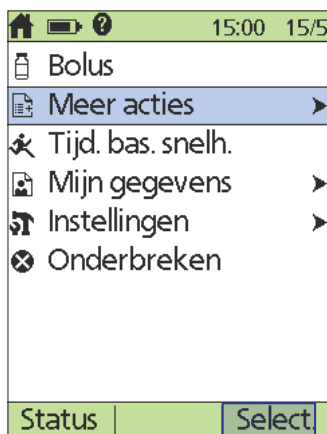 15:00 15/5
Bolus
Meer acties
Tijd. bas. snelh.
Mijn gegevens
Instellingen
Onderbreken
Status Select.